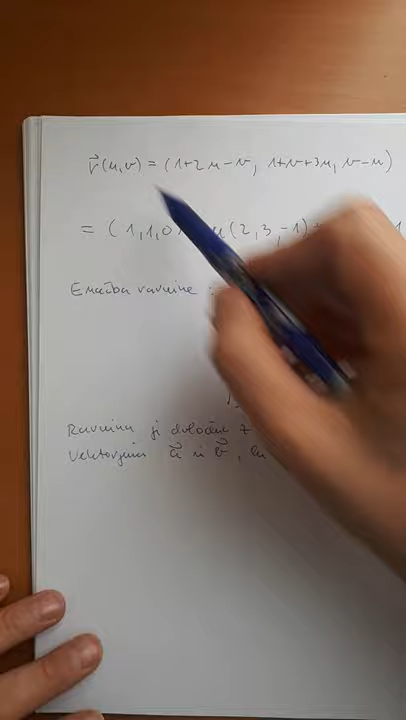 r⃗(u,v) = (1+2u-v, 1+v+3u, v-u)
= (1,1,0 u(2,3,-1)+
Enačba ravnine :
Ravnina je določena z
vektorjema a⃗ in b⃗,